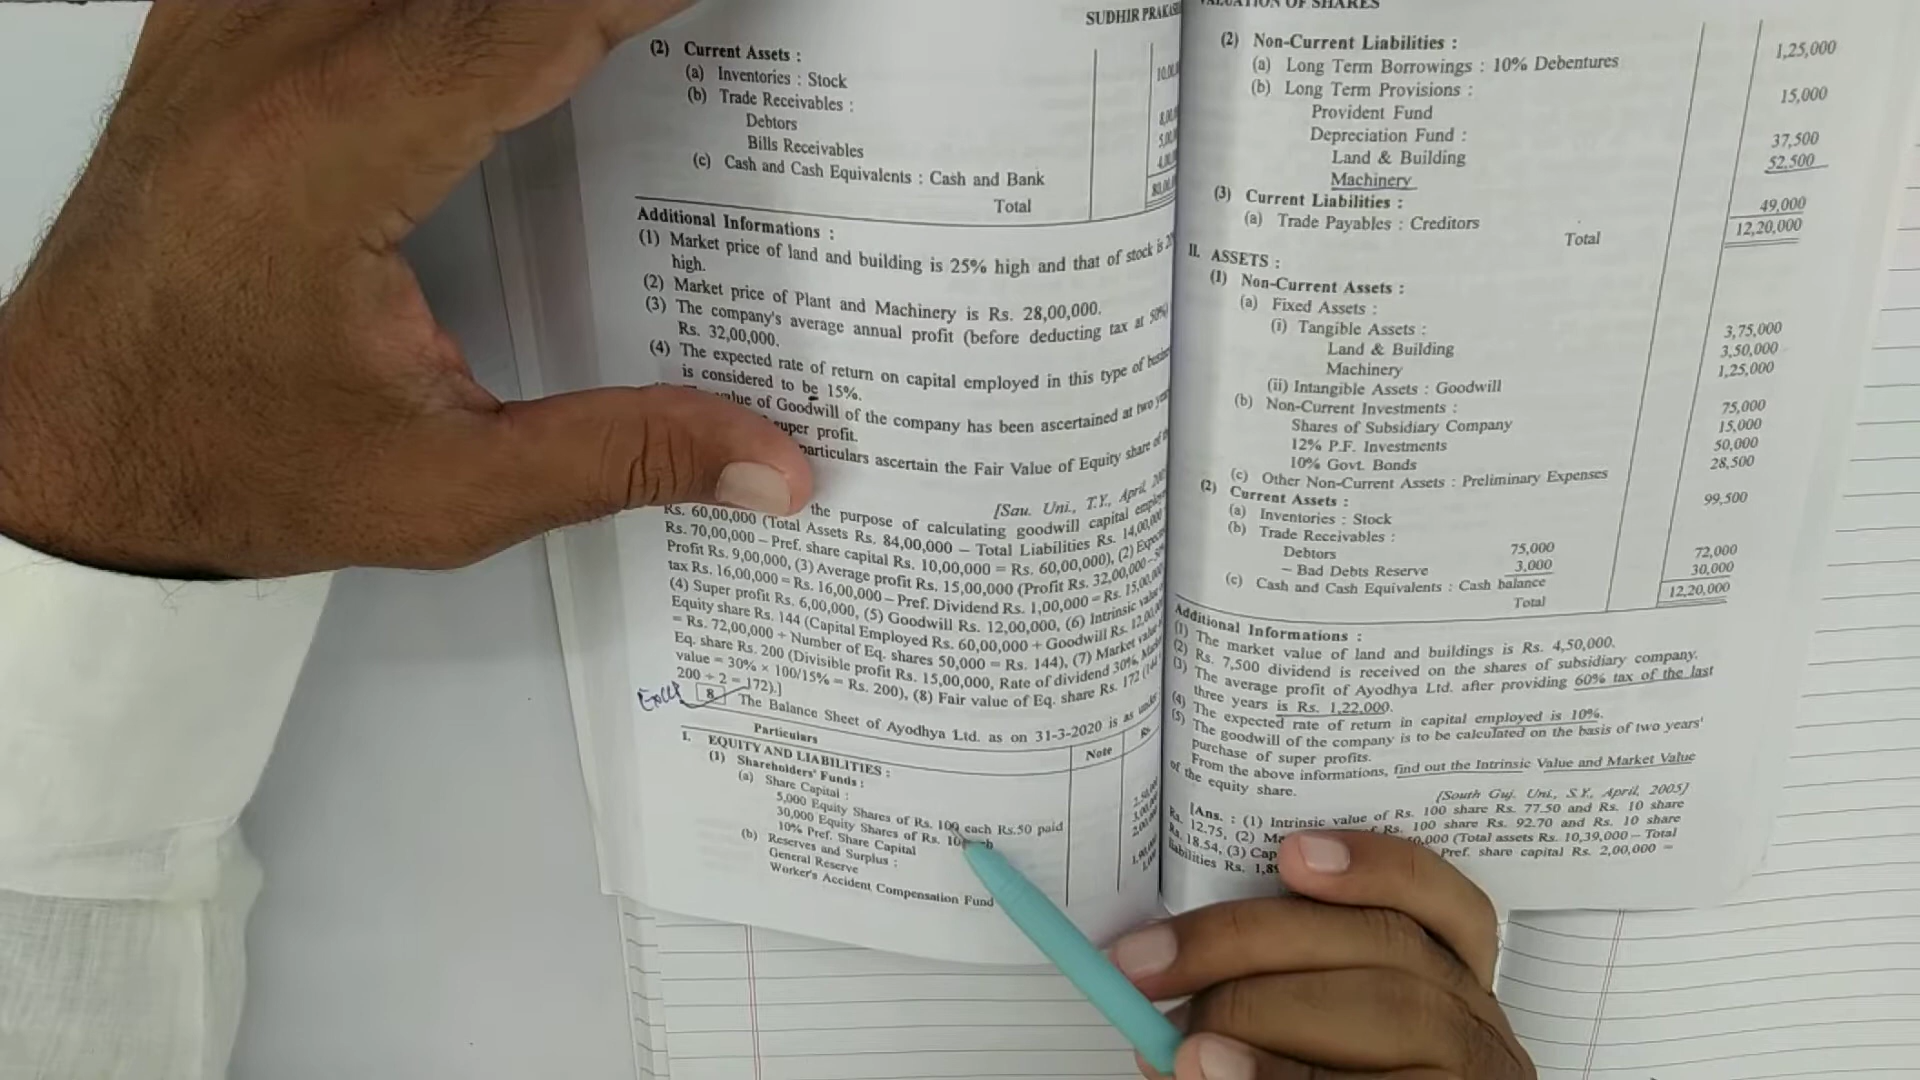 SUDHIR PRAKAS
(2) Current Assets :
(a) Inventories : Stock
(b) Trade Receivables :
Debtors
Bills Receivables
(c) Cash and Cash Equivalents : Cash and Bank
Total
Additional Informations :
(1) Market price of land and building is 25% high and that of stock is
high.
(2) Market price of Plant and Machinery is Rs. 28,00,000.
(3) The company's average annual profit (before deducting tax at 50%)
Rs. 32,00,000.
(4) The expected rate of return on capital employed in this type of
is considered to be 15%.
value of Goodwill of the company has been ascertained at two
super profit.
particulars ascertain the Fair Value of Equity share of
[Sau. Uni., T.Y., April,
the purpose of calculating goodwill capital
Rs. 60,00,000 (Total Assets Rs. 84,00,000 – Total Liabilities Rs. 14,00,000
Rs. 70,00,000 – Pref. share capital Rs. 10,00,000 = Rs. 60,00,000), (2)
Profit Rs. 9,00,000, (3) Average profit Rs. 15,00,000 (Profit Rs. 32,00,000 –
tax Rs. 16,00,000 = Rs. 16,00,000 – Pref. Dividend Rs. 1,00,000 = Rs. 15,00,000
(4) Super profit Rs. 6,00,000, (5) Goodwill Rs. 12,00,000, (6) Intrinsic value
Equity share Rs. 144 (Capital Employed Rs. 60,00,000 + Goodwill Rs. 12,00,000
= Rs. 72,00,000 ÷ Number of Eq. shares 50,000 = Rs. 144), (7) Market value
Eq. share Rs. 200 (Divisible profit Rs. 15,00,000, Rate of dividend 30%,
value = 30% × 100/15% = Rs. 200), (8) Fair value of Eq. share Rs. 172 (144
200 ÷ 2 = 172).]
8 The Balance Sheet of Ayodhya Ltd. as on 31-3-2020 is as
Particulars Note
I. EQUITY AND LIABILITIES :
(1) Shareholders' Funds :
(a) Share Capital :
5,000 Equity Shares of Rs. 100 each Rs.50 paid
30,000 Equity Shares of Rs. 10
10% Pref. Share Capital
(b) Reserves and Surplus :
General Reserve
Worker's Accident Compensation Fund
VALUATION OF SHARES
(2) Non-Current Liabilities :
(a) Long Term Borrowings : 10% Debentures 1,25,000
(b) Long Term Provisions :
Provident Fund 15,000
Depreciation Fund :
Land & Building 37,500
Machinery 52,500
(3) Current Liabilities :
(a) Trade Payables : Creditors 49,000
Total 12,20,000
II. ASSETS :
(1) Non-Current Assets :
(a) Fixed Assets :
(i) Tangible Assets :
Land & Building 3,75,000
Machinery 3,50,000
(ii) Intangible Assets : Goodwill 1,25,000
(b) Non-Current Investments :
Shares of Subsidiary Company 75,000
12% P.F. Investments 15,000
10% Govt. Bonds 50,000
(c) Other Non-Current Assets : Preliminary Expenses 28,500
(2) Current Assets :
(a) Inventories : Stock 99,500
(b) Trade Receivables :
Debtors 75,000
– Bad Debts Reserve 3,000 72,000
(c) Cash and Cash Equivalents : Cash balance 30,000
Total 12,20,000
Additional Informations :
(1) The market value of land and buildings is Rs. 4,50,000.
(2) Rs. 7,500 dividend is received on the shares of subsidiary company.
(3) The average profit of Ayodhya Ltd. after providing 60% tax of the last
three years is Rs. 1,22,000.
(4) The expected rate of return in capital employed is 10%.
(5) The goodwill of the company is to be calculated on the basis of two years'
purchase of super profits.
From the above informations, find out the Intrinsic Value and Market Value
of the equity share.
[South Guj. Uni., S.Y., April, 2005]
[Ans. : (1) Intrinsic value of Rs. 100 share Rs. 77.50 and Rs. 10 share
Rs. 12.75, (2) Rs. 100 share Rs. 92.70 and Rs. 10 share
Rs. 18.54, (3) Cap (Total assets Rs. 10,39,000 – Total
liabilities Rs. Pref. share capital Rs. 2,00,000 =